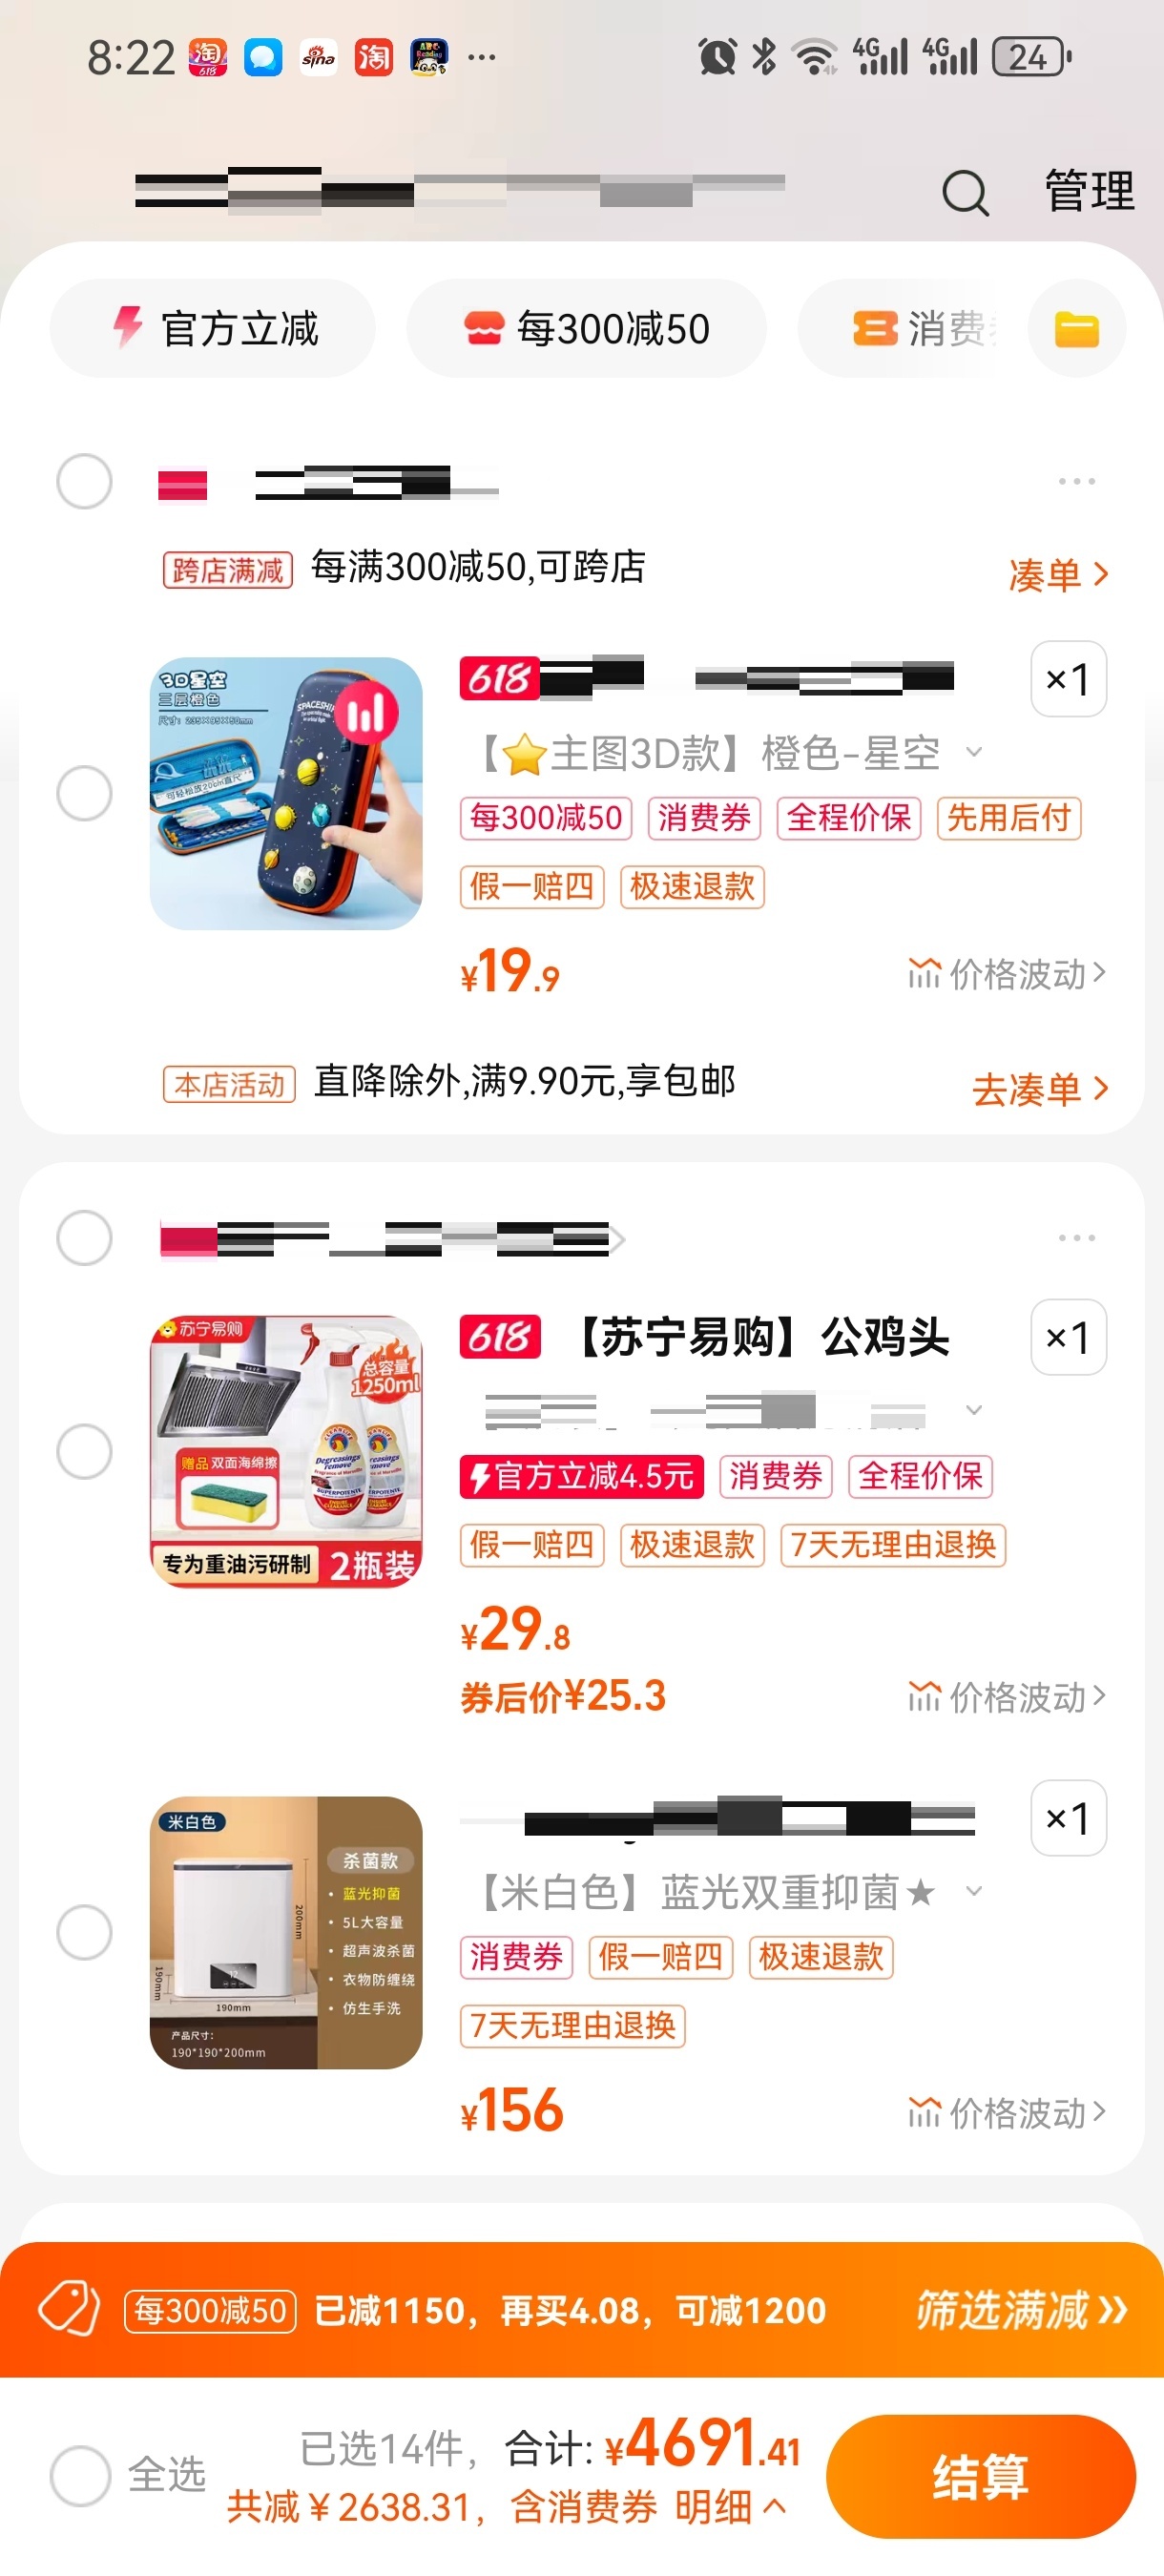 8:22 淘 618 sina 淘 ABC Reading ... 4G 4G 24
管理
官方立减 每300减50 消费
跨店满减 每满300减50,可跨店 凑单 >
3D星空
三层橙色
尺寸: 235×95×50mm
SPACESHIP
可轻松放20cm直尺
618 ×1
【⭐主图3D款】橙色-星空
每300减50 消费券 全程价保 先用后付
假一赔四 极速退款
¥19.9 价格波动 >
本店活动 直降除外,满9.90元,享包邮 去凑单 >
苏宁易购
总容量
1250ml
赠品 双面海绵擦
CHANTECLAIR
Degreasing
remove
SUPERPOTENTE
专为重油污研制 2瓶装
618 【苏宁易购】公鸡头 ×1
官方立减4.5元 消费券 全程价保
假一赔四 极速退款 7天无理由退换
¥29.8
券后价¥25.3 价格波动 >
米白色
杀菌款
• 蓝光抑菌
• 5L大容量
• 超声波杀菌
• 衣物防缠绕
• 仿生手洗
200mm
190mm
190mm
产品尺寸:
190*190*200mm
×1
【米白色】蓝光双重抑菌★
消费券 假一赔四 极速退款
7天无理由退换
¥156 价格波动 >
每300减50 已减1150，再买4.08，可减1200 筛选满减 »
全选 已选14件，合计: ¥4691.41 结算
共减￥2638.31，含消费券 明细